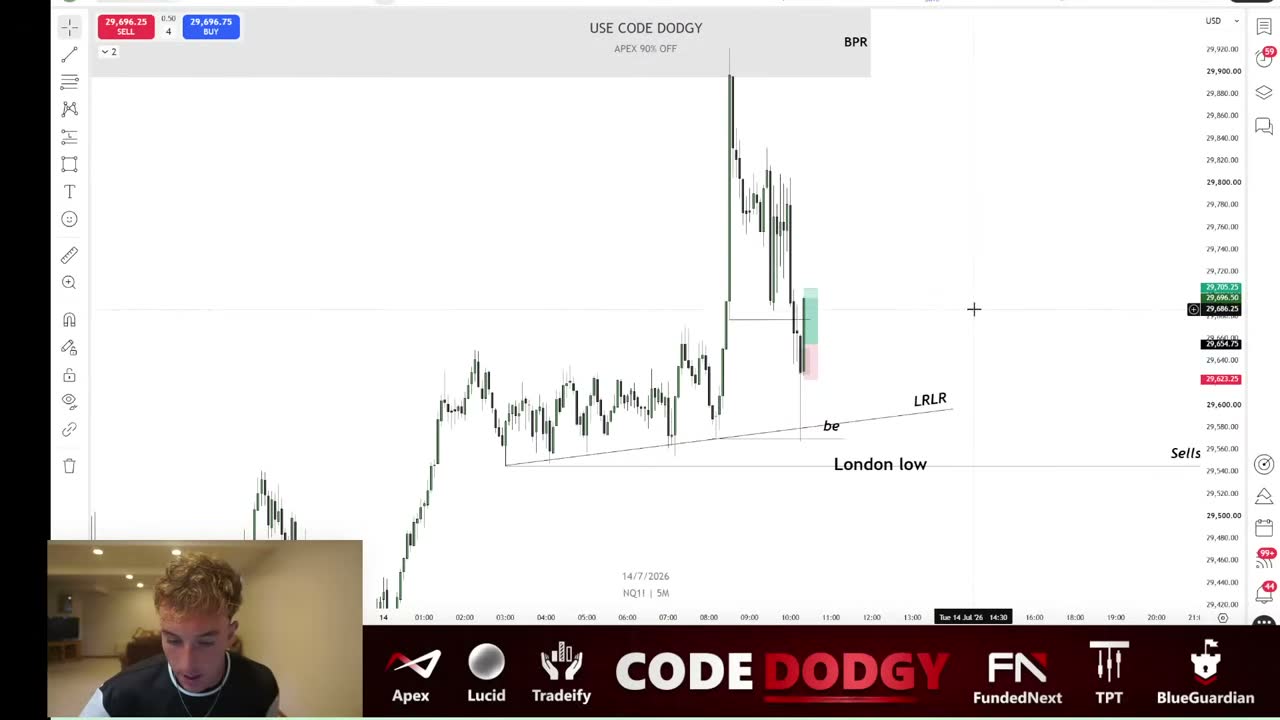 29,696.25
SELL
0.50
4
29,696.75
BUY
2
USE CODE DODGY
APEX 90% OFF
BPR
USD
29,920.00
29,900.00
29,880.00
29,860.00
29,840.00
29,820.00
29,800.00
29,780.00
29,760.00
29,740.00
29,720.00
29,705.25
29,696.50
29,686.25
29,654.75
29,640.00
29,623.25
29,600.00
29,580.00
29,560.00
29,540.00
29,520.00
29,500.00
29,480.00
29,460.00
29,440.00
29,420.00
59
99+
44
LRLR
be
London low
Sells
14/7/2026
NQ1! | 5M
14
01:00
02:00
03:00
04:00
05:00
06:00
07:00
08:00
09:00
10:00
11:00
12:00
13:00
Tue 14 Jul '26 14:30
16:00
17:00
18:00
19:00
20:00
CODE DODGY
Apex
Lucid
Tradeify
FundedNext
TPT
BlueGuardian